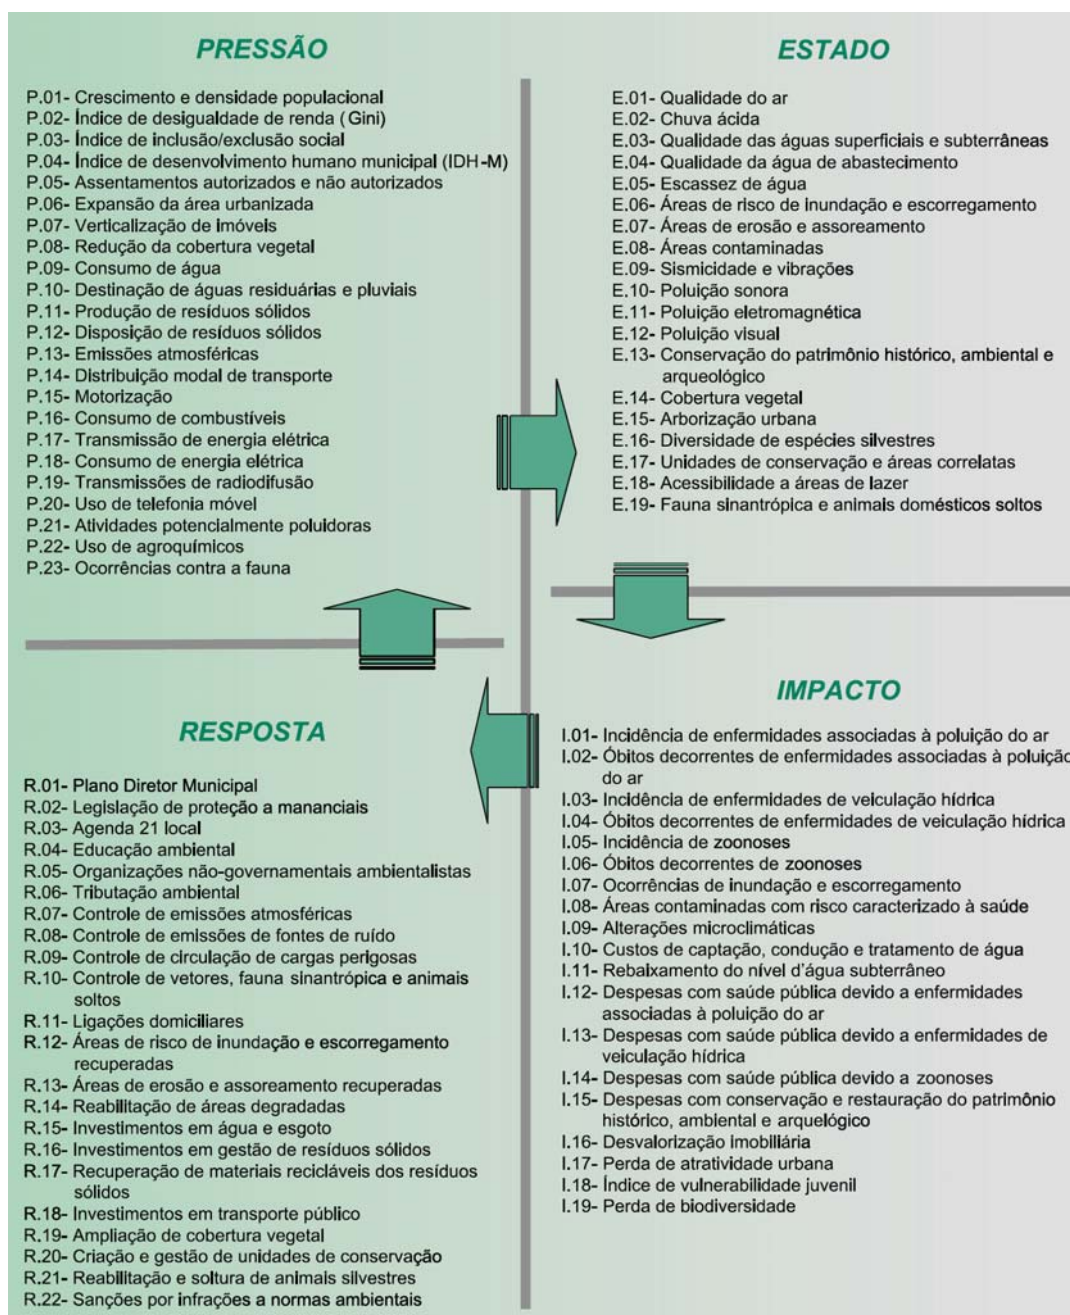 PRESSÃO
P.01- Crescimento e densidade populacional
P.02- Índice de desigualdade de renda (Gini)
P.03- Índice de inclusão/exclusão social
P.04- Índice de desenvolvimento humano municipal (IDH-M)
P.05- Assentamentos autorizados e não autorizados
P.06- Expansão da área urbanizada
P.07- Verticalização de imóveis
P.08- Redução da cobertura vegetal
P.09- Consumo de água
P.10- Destinação de águas residuárias e pluviais
P.11- Produção de resíduos sólidos
P.12- Disposição de resíduos sólidos
P.13- Emissões atmosféricas
P.14- Distribuição modal de transporte
P.15- Motorização
P.16- Consumo de combustíveis
P.17- Transmissão de energia elétrica
P.18- Consumo de energia elétrica
P.19- Transmissões de radiodifusão
P.20- Uso de telefonia móvel
P.21- Atividades potencialmente poluidoras
P.22- Uso de agroquímicos
P.23- Ocorrências contra a fauna
ESTADO
E.01- Qualidade do ar
E.02- Chuva ácida
E.03- Qualidade das águas superficiais e subterrâneas
E.04- Qualidade da água de abastecimento
E.05- Escassez de água
E.06- Áreas de risco de inundação e escorregamento
E.07- Áreas de erosão e assoreamento
E.08- Áreas contaminadas
E.09- Sismicidade e vibrações
E.10- Poluição sonora
E.11- Poluição eletromagnética
E.12- Poluição visual
E.13- Conservação do patrimônio histórico, ambiental e
arqueológico
E.14- Cobertura vegetal
E.15- Arborização urbana
E.16- Diversidade de espécies silvestres
E.17- Unidades de conservação e áreas correlatas
E.18- Acessibilidade a áreas de lazer
E.19- Fauna sinantrópica e animais domésticos soltos
IMPACTO
I.01- Incidência de enfermidades associadas à poluição do ar
I.02- Óbitos decorrentes de enfermidades associadas à poluição
do ar
I.03- Incidência de enfermidades de veiculação hídrica
I.04- Óbitos decorrentes de enfermidades de veiculação hídrica
I.05- Incidência de zoonoses
I.06- Óbitos decorrentes de zoonoses
I.07- Ocorrências de inundação e escorregamento
I.08- Áreas contaminadas com risco caracterizado à saúde
I.09- Alterações microclimáticas
I.10- Custos de captação, condução e tratamento de água
I.11- Rebaixamento do nível d'água subterrâneo
I.12- Despesas com saúde pública devido a enfermidades
associadas à poluição do ar
I.13- Despesas com saúde pública devido a enfermidades de
veiculação hídrica
I.14- Despesas com saúde pública devido a zoonoses
I.15- Despesas com conservação e restauração do patrimônio
histórico, ambiental e arquelógico
I.16- Desvalorização imobiliária
I.17- Perda de atratividade urbana
I.18- Índice de vulnerabilidade juvenil
I.19- Perda de biodiversidade
RESPOSTA
R.01- Plano Diretor Municipal
R.02- Legislação de proteção a mananciais
R.03- Agenda 21 local
R.04- Educação ambiental
R.05- Organizações não-governamentais ambientalistas
R.06- Tributação ambiental
R.07- Controle de emissões atmosféricas
R.08- Controle de emissões de fontes de ruído
R.09- Controle de circulação de cargas perigosas
R.10- Controle de vetores, fauna sinantrópica e animais
soltos
R.11- Ligações domiciliares
R.12- Áreas de risco de inundação e escorregamento
recuperadas
R.13- Áreas de erosão e assoreamento recuperadas
R.14- Reabilitação de áreas degradadas
R.15- Investimentos em água e esgoto
R.16- Investimentos em gestão de resíduos sólidos
R.17- Recuperação de materiais recicláveis dos resíduos
sólidos
R.18- Investimentos em transporte público
R.19- Ampliação de cobertura vegetal
R.20- Criação e gestão de unidades de conservação
R.21- Reabilitação e soltura de animais silvestres
R.22- Sanções por infrações a normas ambientais